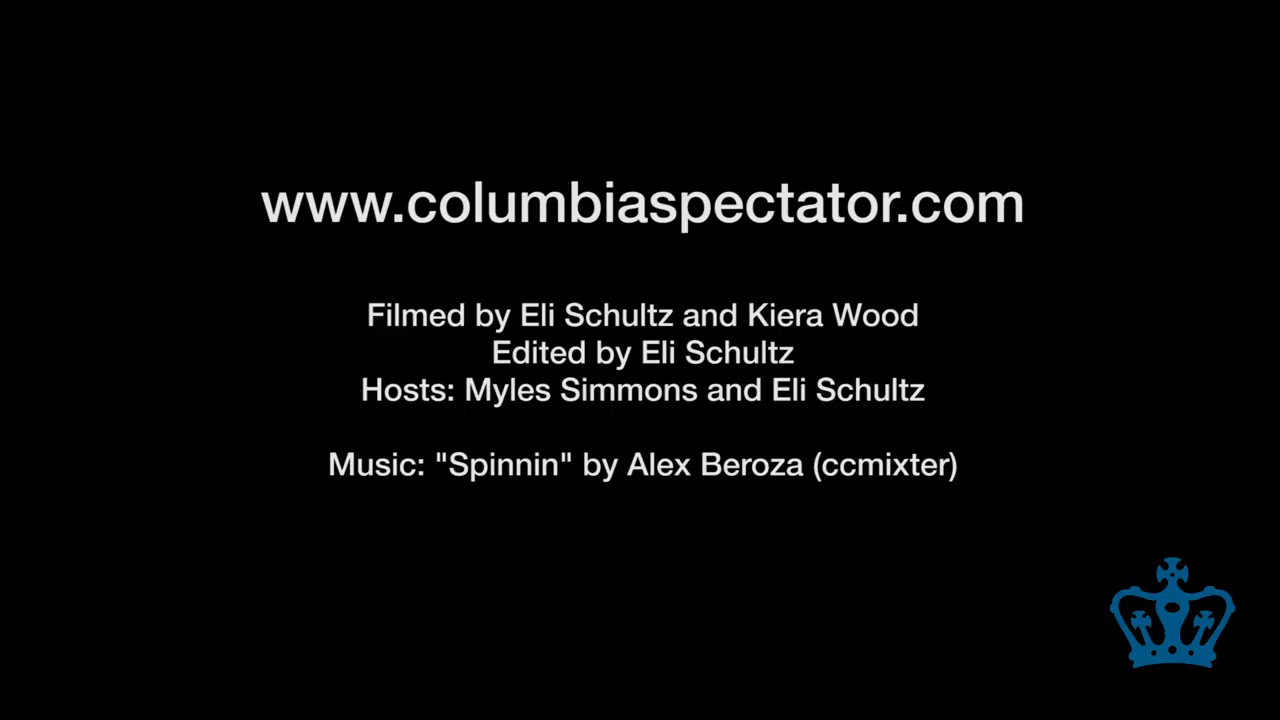 www.columbiaspectator.com
Filmed by Eli Schultz and Kiera Wood
Edited by Eli Schultz
Hosts: Myles Simmons and Eli Schultz
Music: "Spinnin" by Alex Beroza (ccmixter)